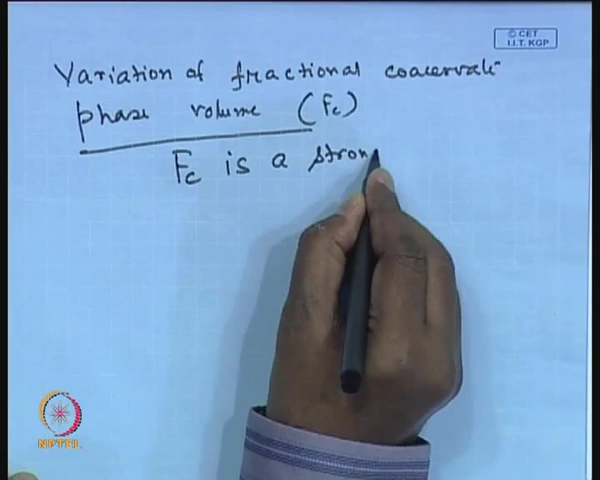 © CET
I.I.T. KGP
Variation of fractional coacervate
phase volume (Fc)
Fc is a stron
NPTEL